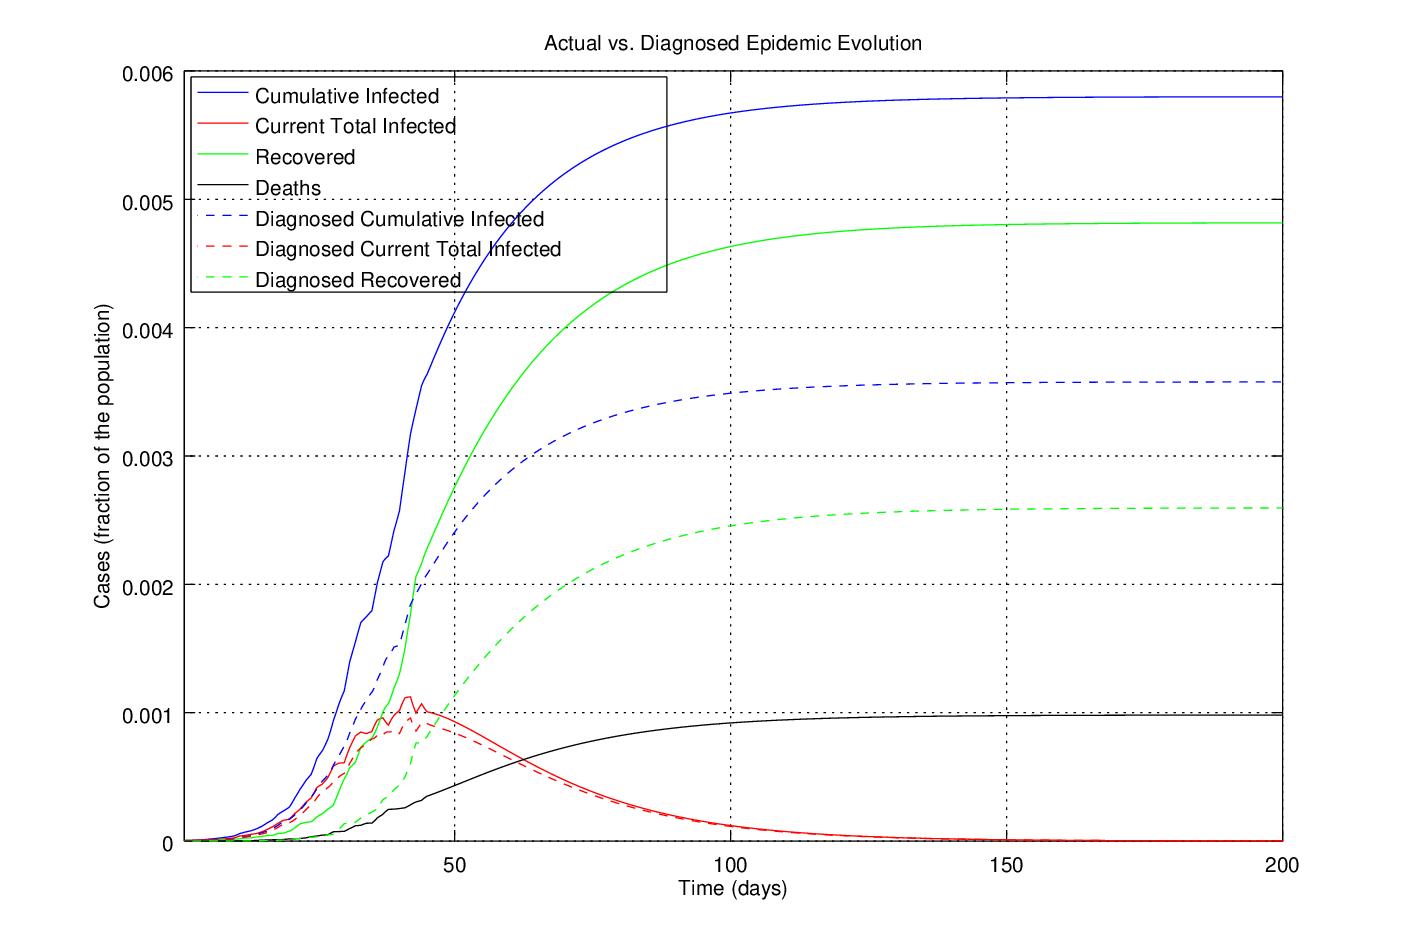 Actual vs. Diagnosed Epidemic Evolution
0.006
Cumulative Infected
Current Total Infected
Recovered
Deaths
Diagnosed Cumulative Infected
Diagnosed Current Total Infected
Diagnosed Recovered
0.005
0.004
0.003
0.002
0.001
0
Cases (fraction of the population)
50
100
150
200
Time (days)